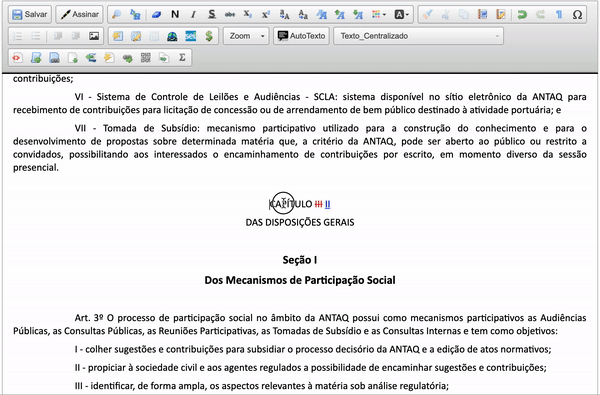 Salvar Assinar N I S abc X₂ X² ªA Aª A A A A ¶ Ω
Zoom AutoTexto Texto_Centralizado
Σ
contribuições;
VI - Sistema de Controle de Leilões e Audiências - SCLA: sistema disponível no sítio eletrônico da ANTAQ para
recebimento de contribuições para licitação de concessão ou de arrendamento de bem público destinado à atividade portuária; e
VII - Tomada de Subsídio: mecanismo participativo utilizado para a construção do conhecimento e para o
desenvolvimento de propostas sobre determinada matéria que, a critério da ANTAQ, pode ser aberto ao público ou restrito a
convidados, possibilitando aos interessados o encaminhamento de contribuições por escrito, em momento diverso da sessão
presencial.
CAPÍTULO III II
DAS DISPOSIÇÕES GERAIS
Seção I
Dos Mecanismos de Participação Social
Art. 3º O processo de participação social no âmbito da ANTAQ possui como mecanismos participativos as Audiências
Públicas, as Consultas Públicas, as Reuniões Participativas, as Tomadas de Subsídio e as Consultas Internas e tem como objetivos:
I - colher sugestões e contribuições para subsidiar o processo decisório da ANTAQ e a edição de atos normativos;
II - propiciar à sociedade civil e aos agentes regulados a possibilidade de encaminhar sugestões e contribuições;
III - identificar, de forma ampla, os aspectos relevantes à matéria sob análise regulatória;